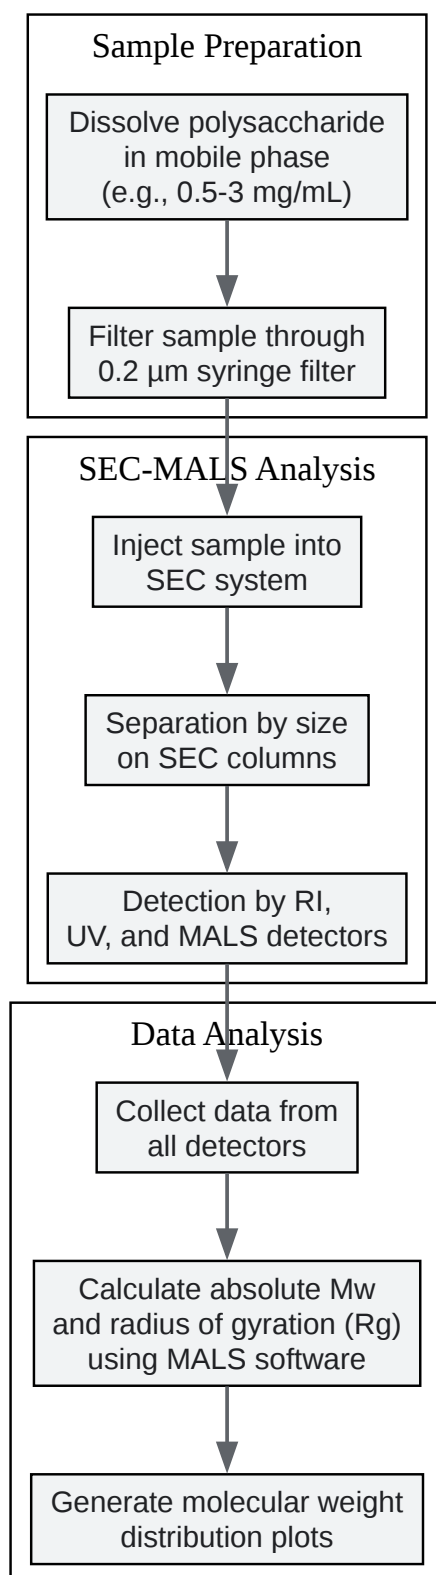 Sample Preparation
Dissolve polysaccharide
in mobile phase
(e.g., 0.5-3 mg/mL)
Filter sample through
0.2 µm syringe filter
SEC-MALS Analysis
Inject sample into
SEC system
Separation by size
on SEC columns
Detection by RI,
UV, and MALS detectors
Data Analysis
Collect data from
all detectors
Calculate absolute Mw
and radius of gyration (Rg)
using MALS software
Generate molecular weight
distribution plots